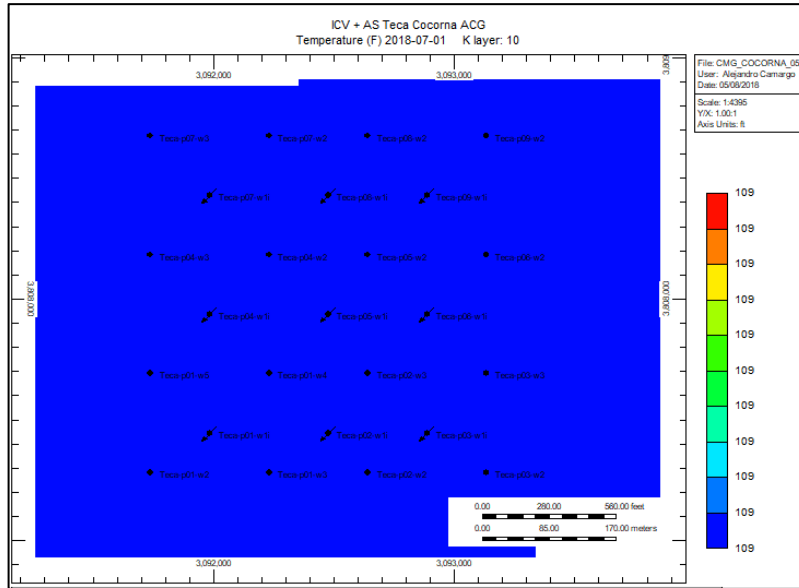 ICV + AS Teca Cocorna ACG
Temperature (F) 2018-07-01 K layer: 10
File: CMG_COCORNA_05
User: Alejandro Camargo
Date: 05/08/2018
Scale: 1:4395
Y/X: 1.00:1
Axis Units: ft
3,092,000 3,093,000 3,809
Teca-p07-w3 Teca-p07-w2 Teca-p08-w2 Teca-p09-w2
Teca-p07-w1i Teca-p08-w1i Teca-p09-w1i
Teca-p04-w3 Teca-p04-w2 Teca-p05-w2 Teca-p06-w2
3,808,000 3,808,000
Teca-p04-w1i Teca-p05-w1i Teca-p06-w1i
Teca-p01-w5 Teca-p01-w4 Teca-p02-w3 Teca-p03-w3
Teca-p01-w1i Teca-p02-w1i Teca-p03-w1i
Teca-p01-w2 Teca-p01-w3 Teca-p02-w2 Teca-p03-w2
0.00 280.00 560.00 feet
0.00 85.00 170.00 meters
3,092,000 3,093,000
109
109
109
109
109
109
109
109
109
109
109